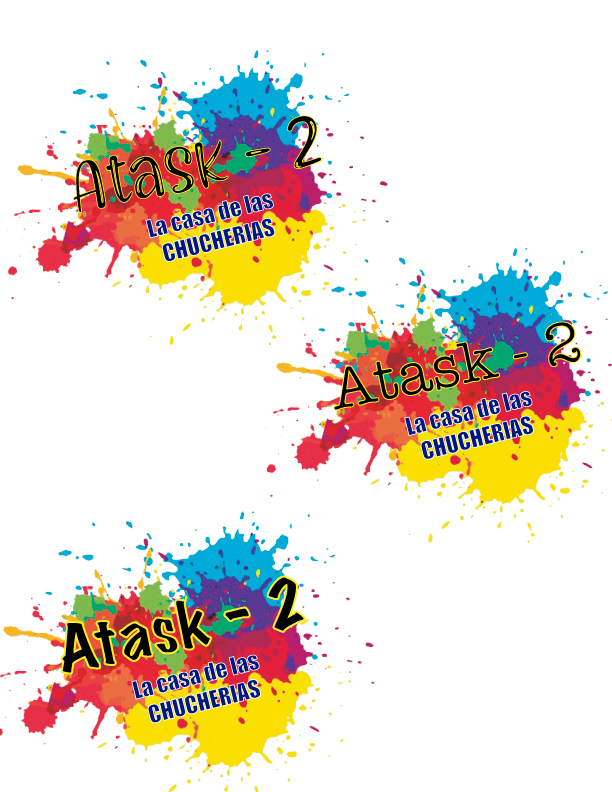 Atask - 2
La casa de las
CHUCHERIAS
Atask - 2
La casa de las
CHUCHERIAS
Atask - 2
La casa de las
CHUCHERIAS